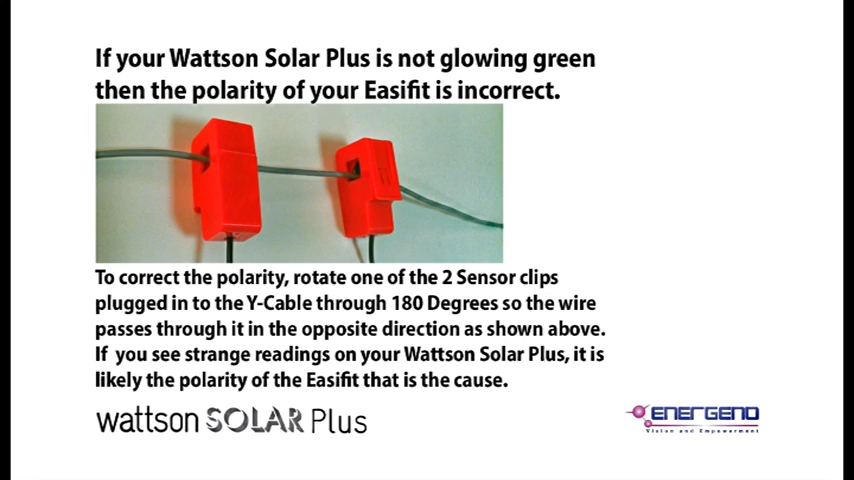 If your Wattson Solar Plus is not glowing green
then the polarity of your Easifit is incorrect.
To correct the polarity, rotate one of the 2 Sensor clips
plugged in to the Y-Cable through 180 Degrees so the wire
passes through it in the opposite direction as shown above.
If you see strange readings on your Wattson Solar Plus, it is
likely the polarity of the Easifit that is the cause.
wattson SOLAR Plus
ENERGENO
Vision and Empowerment